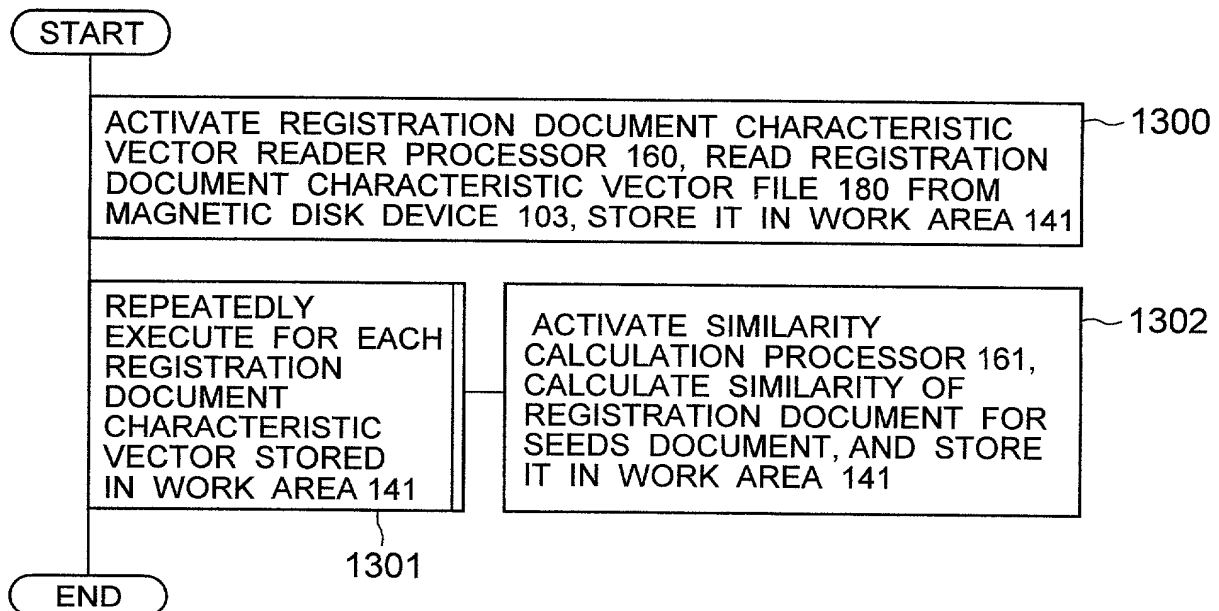 START
ACTIVATE REGISTRATION DOCUMENT CHARACTERISTIC
VECTOR READER PROCESSOR 160, READ REGISTRATION
DOCUMENT CHARACTERISTIC VECTOR FILE 180 FROM
MAGNETIC DISK DEVICE 103, STORE IT IN WORK AREA 141
1300
REPEATEDLY
EXECUTE FOR EACH
REGISTRATION
DOCUMENT
CHARACTERISTIC
VECTOR STORED
IN WORK AREA 141
1301
ACTIVATE SIMILARITY
CALCULATION PROCESSOR 161,
CALCULATE SIMILARITY OF
REGISTRATION DOCUMENT FOR
SEEDS DOCUMENT, AND STORE
IT IN WORK AREA 141
1302
END